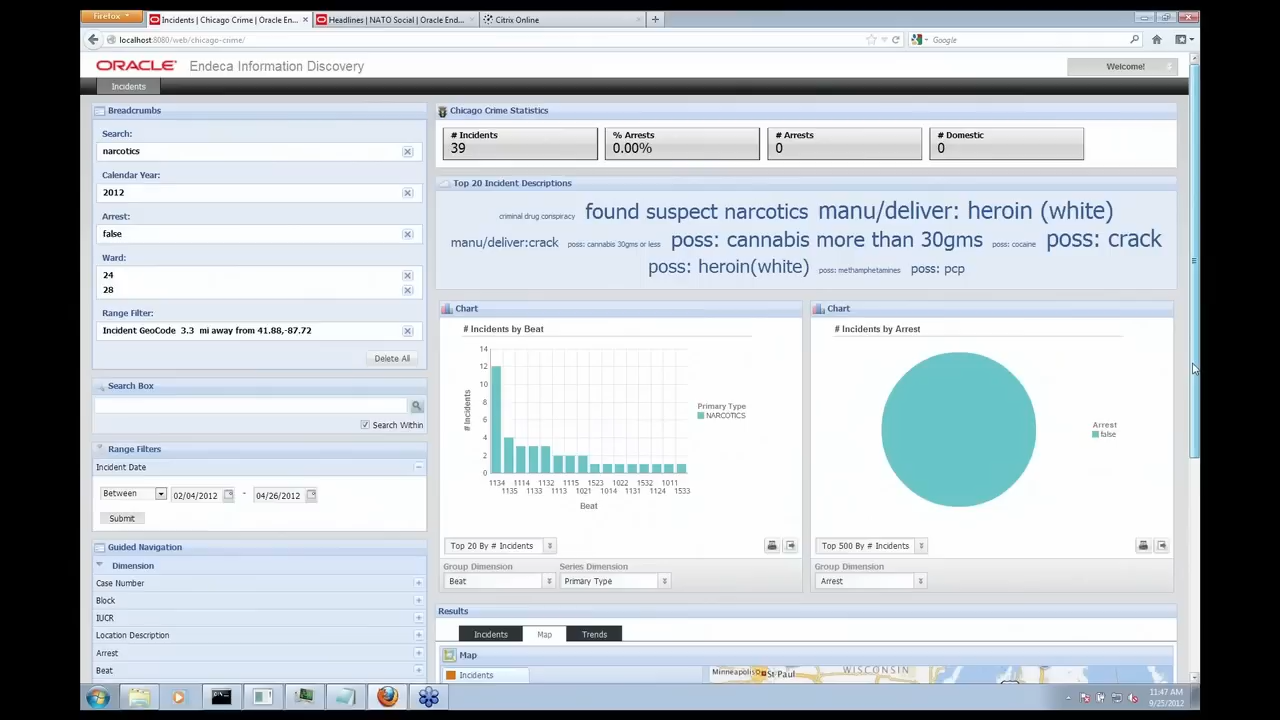 Firefox
Incidents | Chicago Crime | Oracle En...
Headlines | NATO Social | Oracle End...
Citrix Online
localhost:8080/web/chicago-crime/
Google
ORACLE Endeca Information Discovery
Welcome!
Incidents
Breadcrumbs
Search:
narcotics
Calendar Year:
2012
Arrest:
false
Ward:
24
28
Range Filter:
Incident GeoCode 3.3 mi away from 41.88,-87.72
Delete All
Search Box
Search Within
Range Filters
Incident Date
Between 02/04/2012 - 04/26/2012
Submit
Guided Navigation
Dimension
Case Number
Block
IUCR
Location Description
Arrest
Beat
Chicago Crime Statistics
# Incidents
39
% Arrests
0.00%
# Arrests
0
# Domestic
0
Top 20 Incident Descriptions
criminal drug conspiracy found suspect narcotics manu/deliver: heroin (white)
manu/deliver:crack poss: cannabis 30gms or less poss: cannabis more than 30gms poss: cocaine poss: crack
poss: heroin(white) poss: methamphetamines poss: pcp
Chart
# Incidents by Beat
14
12
10
8
6
4
2
0
# Incidents
1134 1114 1132 1115 1523 1022 1532 1011
1135 1133 1113 1021 1014 1131 1124 1533
Beat
Primary Type
NARCOTICS
Top 20 By # Incidents
Group Dimension Series Dimension
Beat Primary Type
Chart
# Incidents by Arrest
Arrest
false
Top 500 By # Incidents
Group Dimension
Arrest
Results
Incidents Map Trends
Map
Incidents
Minneapolis St Paul
WISCONSIN
11:47 AM
9/25/2012